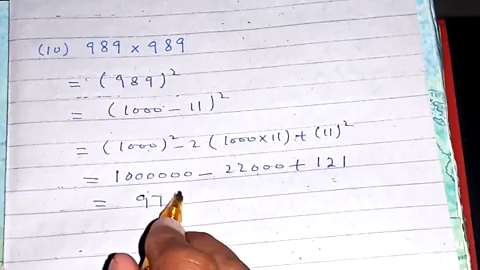 (10) 989 × 989
= (989)²
= (1000 - 11)²
= (1000)² - 2 (1000×11) + (11)²
= 1000000 - 22000 + 121
= 97